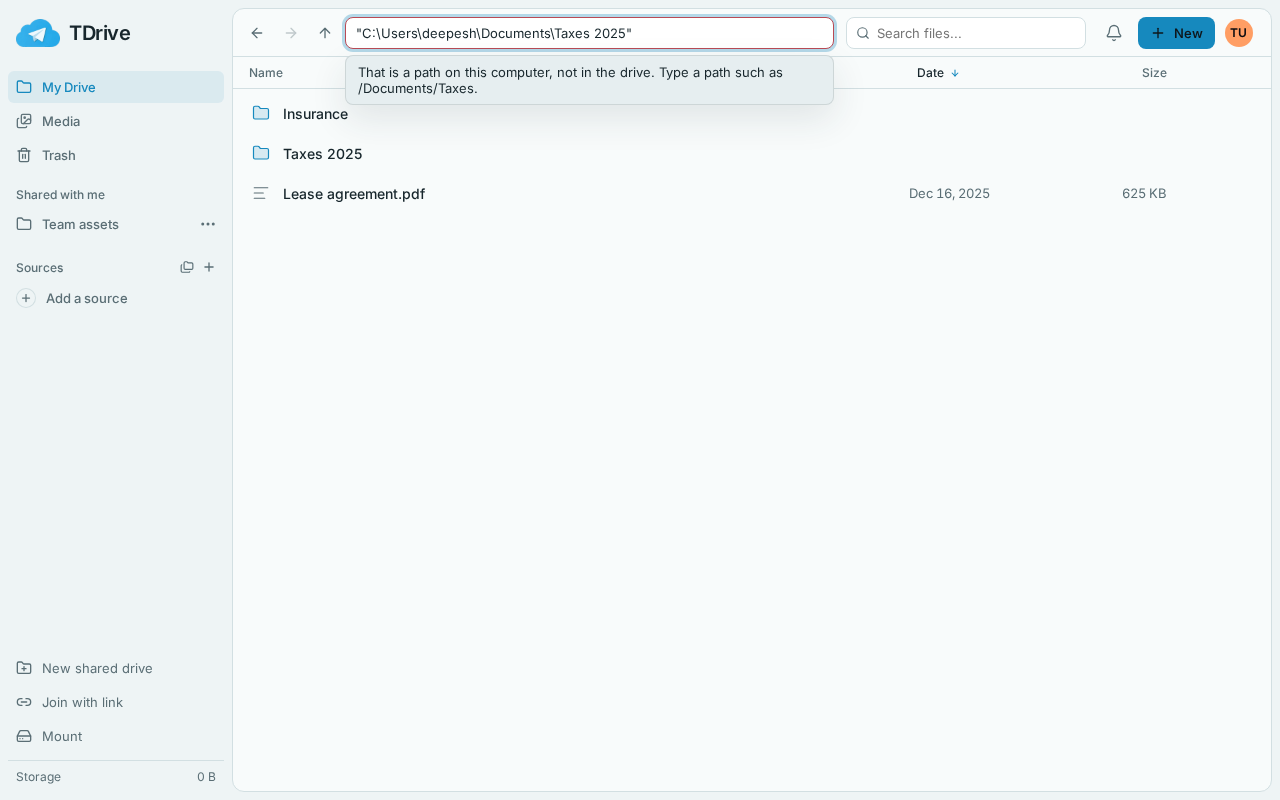 TDrive
"C:\Users\deepesh\Documents\Taxes 2025"
Search files...
New
TU
My Drive
Media
Trash
Shared with me
Team assets
Sources
Add a source
Name
Date
Size
That is a path on this computer, not in the drive. Type a path such as
/Documents/Taxes.
Insurance
Taxes 2025
Lease agreement.pdf
Dec 16, 2025
625 KB
New shared drive
Join with link
Mount
Storage
0 B